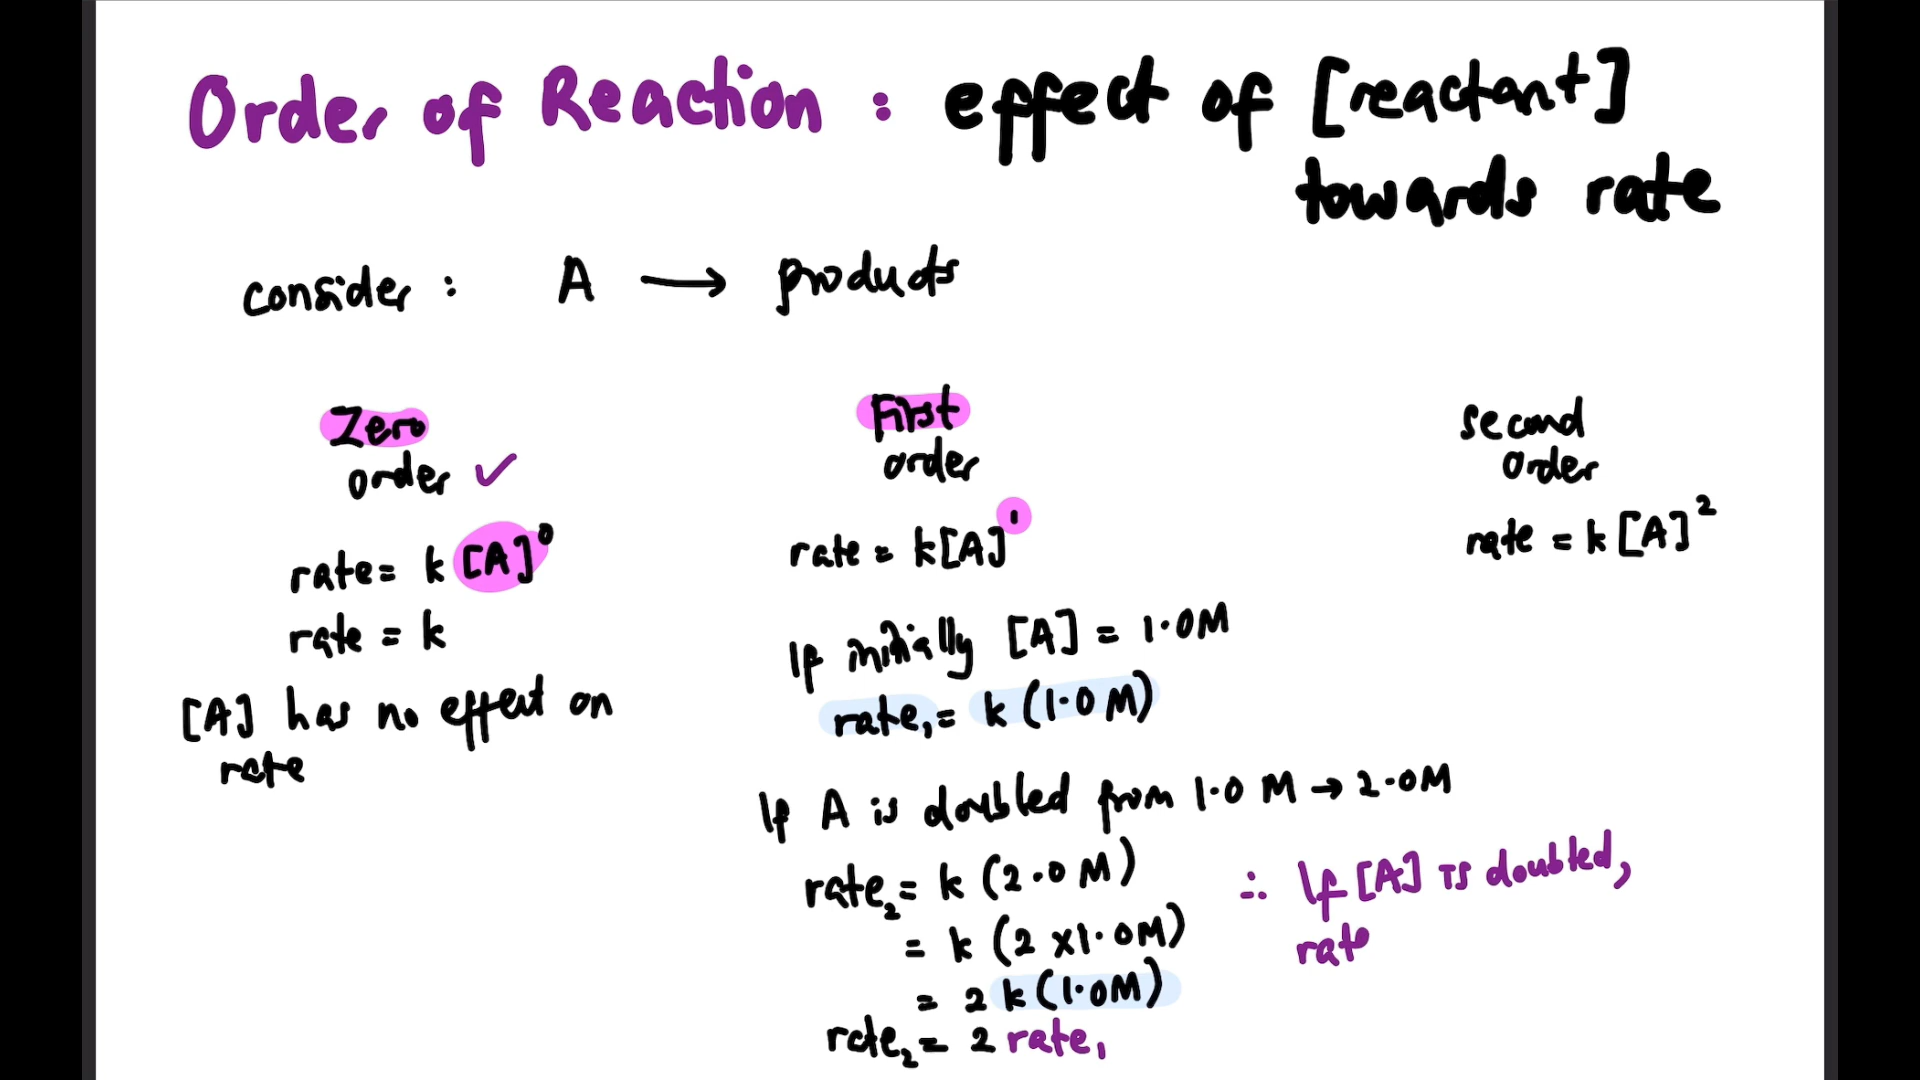 Order of Reaction : effect of [reactant]
towards rate
consider : A ⟶ products
Zero
order ✓
rate = k [A]⁰
rate = k
[A] has no effect on
rate
First
order
rate = k[A]¹
If initially [A] = 1.0M
rate₁ = k (1.0 M)
If A is doubled from 1.0 M → 2.0M
rate₂ = k (2.0 M)
= k (2 x 1.0M)
= 2 k (1.0M)
rate₂ = 2 rate₁
∴ If [A] is doubled,
rate
second
order
rate = k [A]²